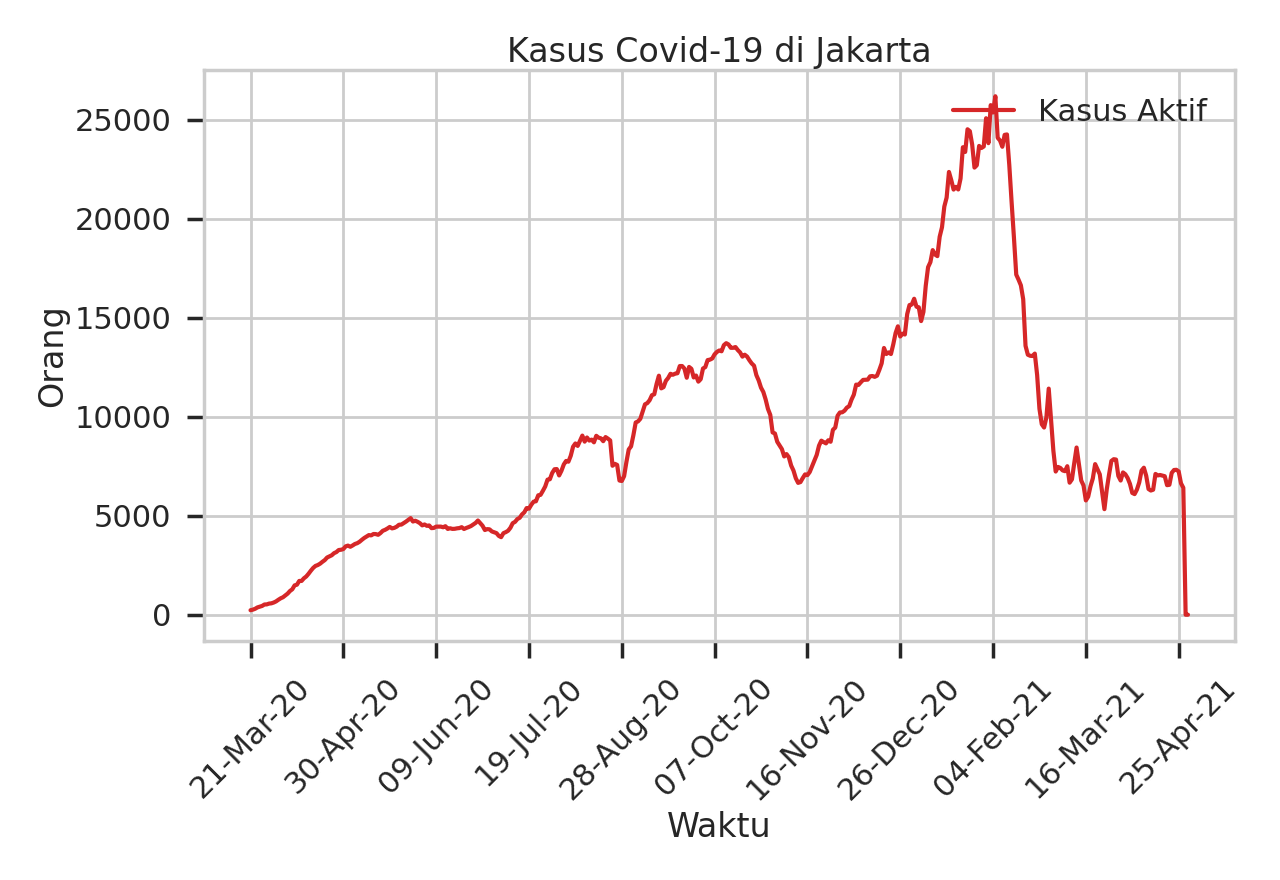 Kasus Covid-19 di Jakarta
Kasus Aktif
Orang
25000
20000
15000
10000
5000
0
21-Mar-20
30-Apr-20
09-Jun-20
19-Jul-20
28-Aug-20
07-Oct-20
16-Nov-20
26-Dec-20
04-Feb-21
16-Mar-21
25-Apr-21
Waktu